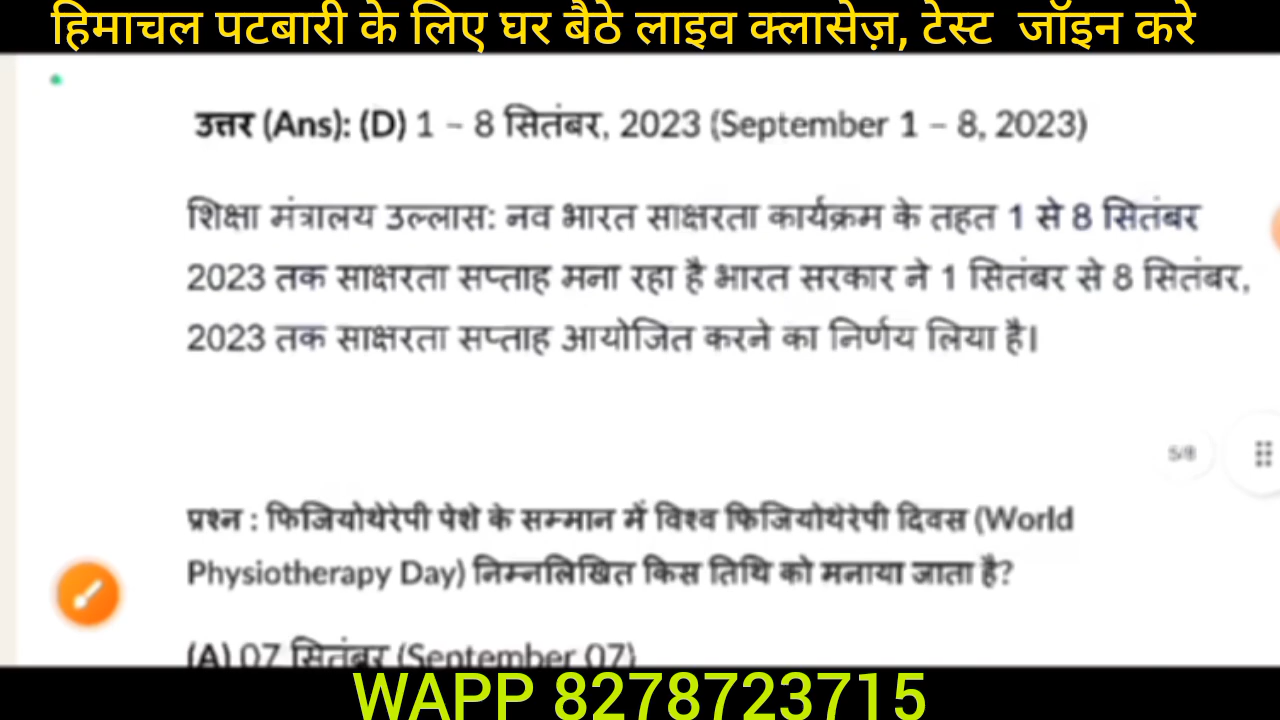 हिमाचल पटबारी के लिए घर बैठे लाइव क्लासेज़, टेस्ट जॉइन करे
उत्तर (Ans): (D) 1 – 8 सितंबर, 2023 (September 1 – 8, 2023)
शिक्षा मंत्रालय उल्लास: नव भारत साक्षरता कार्यक्रम के तहत 1 से 8 सितंबर
2023 तक साक्षरता सप्ताह मना रहा है भारत सरकार ने 1 सितंबर से 8 सितंबर,
2023 तक साक्षरता सप्ताह आयोजित करने का निर्णय लिया है।
5/8
प्रश्न : फिजियोथेरेपी पेशे के सम्मान में विश्व फिजियोथेरेपी दिवस (World
Physiotherapy Day) निम्नलिखित किस तिथि को मनाया जाता है?
(A) 07 सितंबर (September 07)
WAPP 8278723715